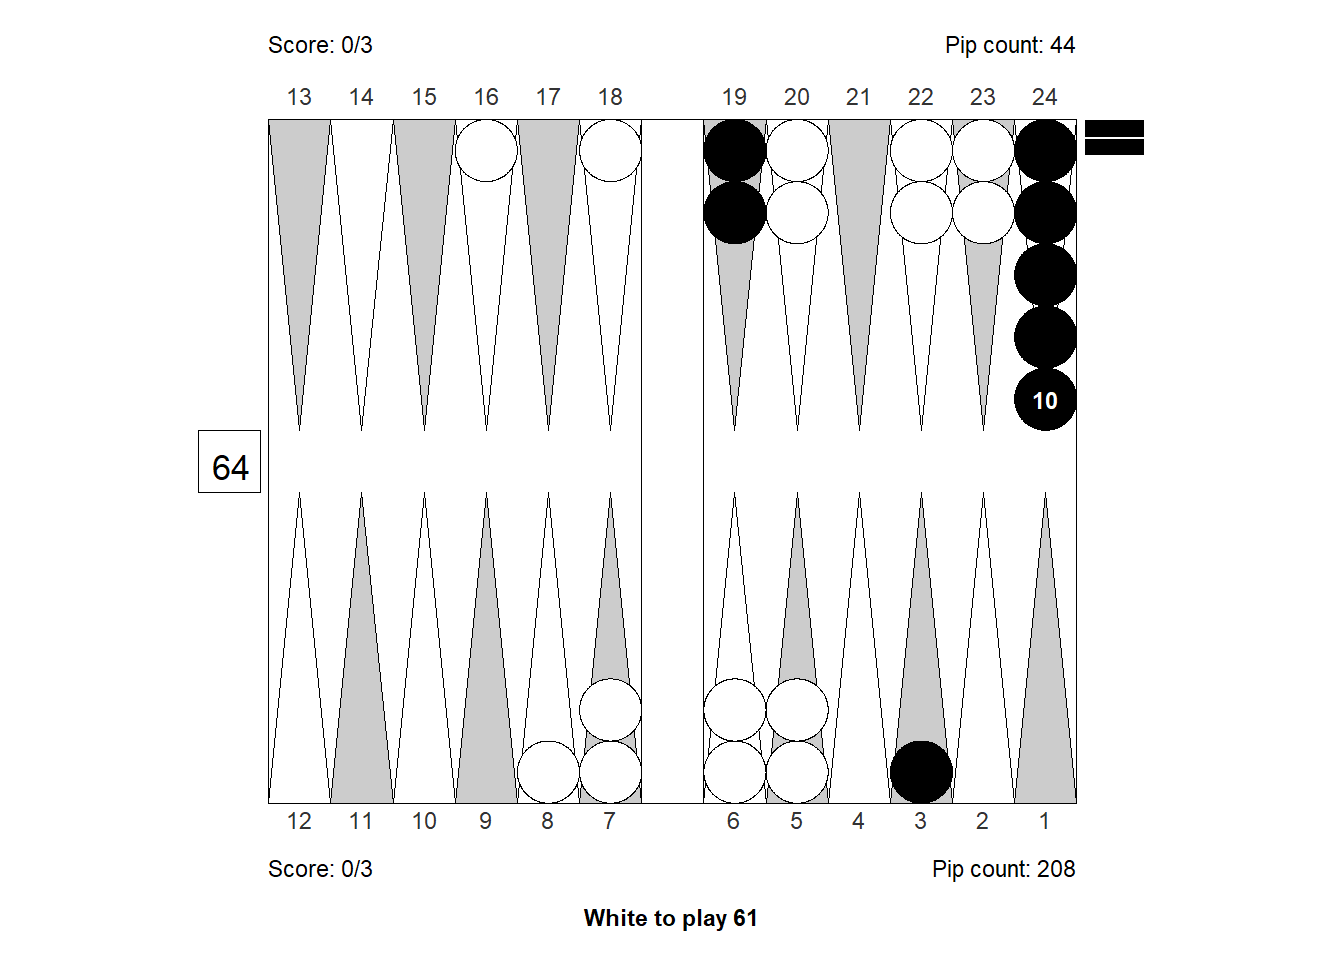 Score: 0/3 Pip count: 44
13 14 15 16 17 18 19 20 21 22 23 24
10
64
12 11 10 9 8 7 6 5 4 3 2 1
Score: 0/3 Pip count: 208
White to play 61